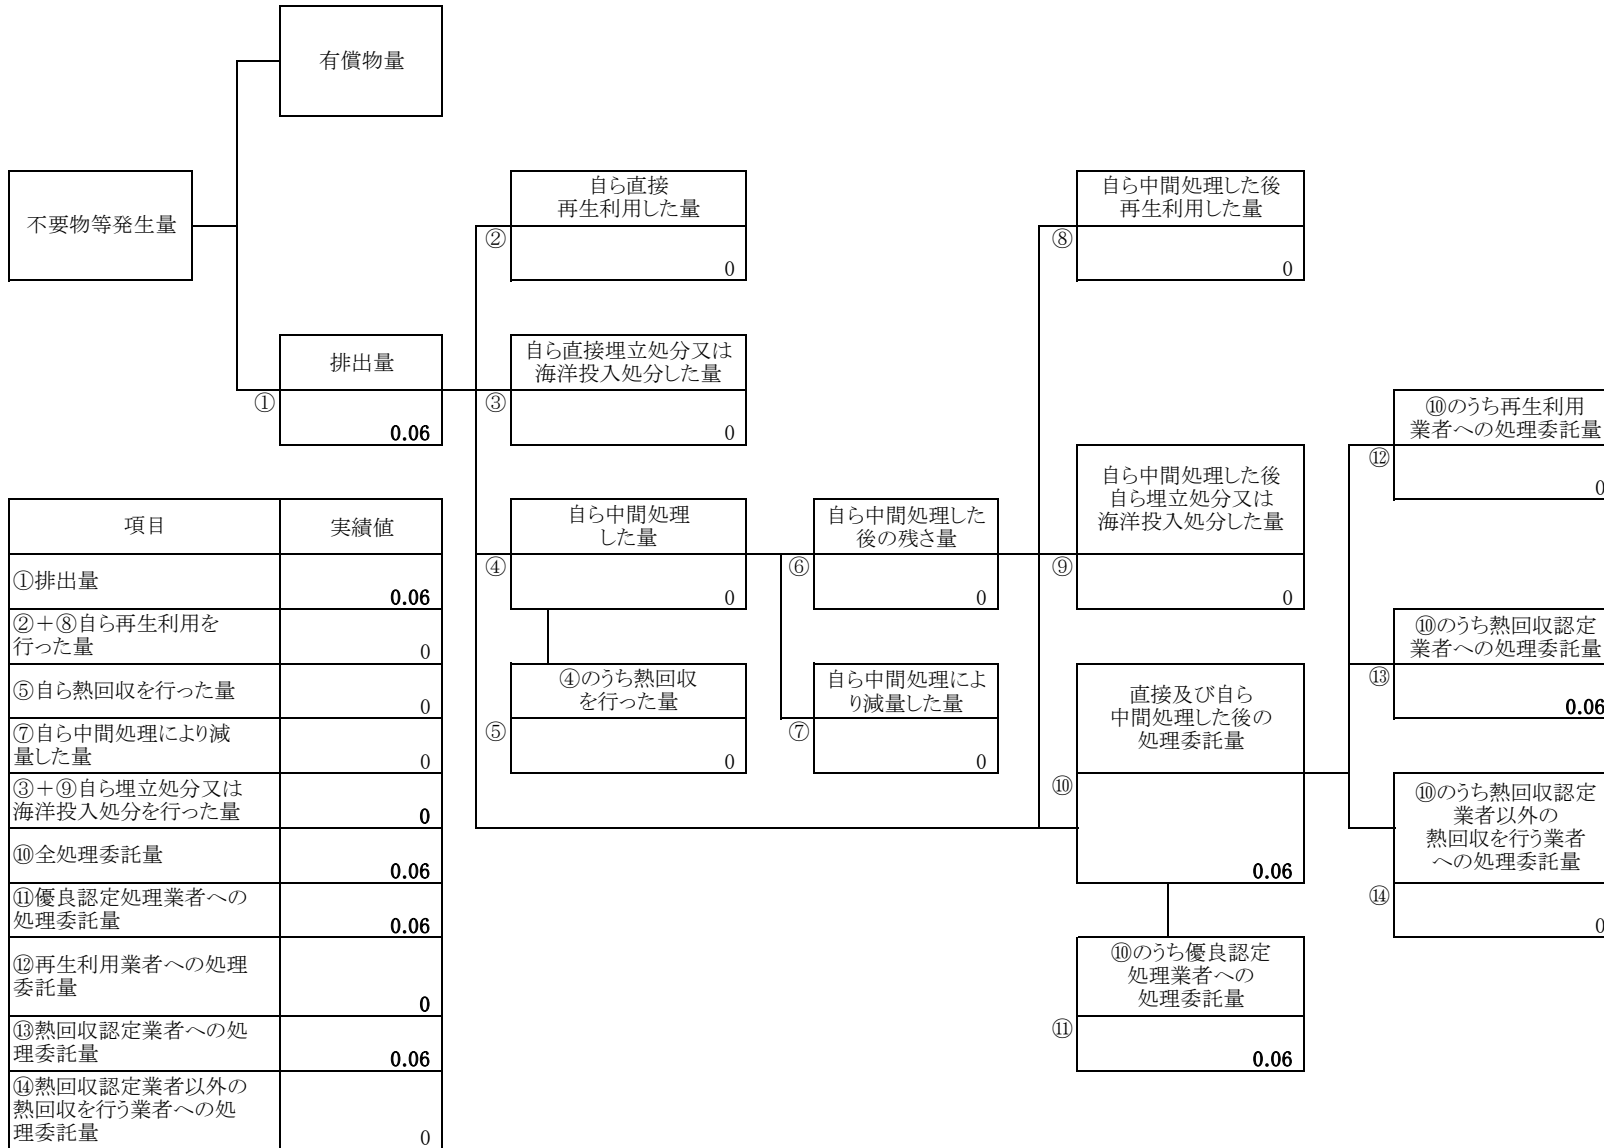 有償物量
不要物等発生量
排出量
①
0.06
自ら直接
再生利用した量
②
0
自ら直接埋立処分又は
海洋投入処分した量
③
0
自ら中間処理
した量
④
0
④のうち熱回収
を行った量
⑤
0
自ら中間処理した
後の残さ量
⑥
0
自ら中間処理によ
り減量した量
⑦
0
自ら中間処理した後
再生利用した量
⑧
0
自ら中間処理した後
自ら埋立処分又は
海洋投入処分した量
⑨
0
直接及び自ら
中間処理した後の
処理委託量
⑩
0.06
⑩のうち優良認定
処理業者への
処理委託量
⑪
0.06
⑩のうち再生利用
業者への処理委託量
⑫
0
⑩のうち熱回収認定
業者への処理委託量
⑬
0.06
⑩のうち熱回収認定
業者以外の
熱回収を行う業者
への処理委託量
⑭
0
項目 実績値
①排出量
0.06
②＋⑧自ら再生利用を
行った量
0
⑤自ら熱回収を行った量
0
⑦自ら中間処理により減
量した量
0
③＋⑨自ら埋立処分又は
海洋投入処分を行った量
0
⑩全処理委託量
0.06
⑪優良認定処理業者への
処理委託量
0.06
⑫再生利用業者への処理
委託量
0
⑬熱回収認定業者への処
理委託量
0.06
⑭熱回収認定業者以外の
熱回収を行う業者への処
理委託量
0